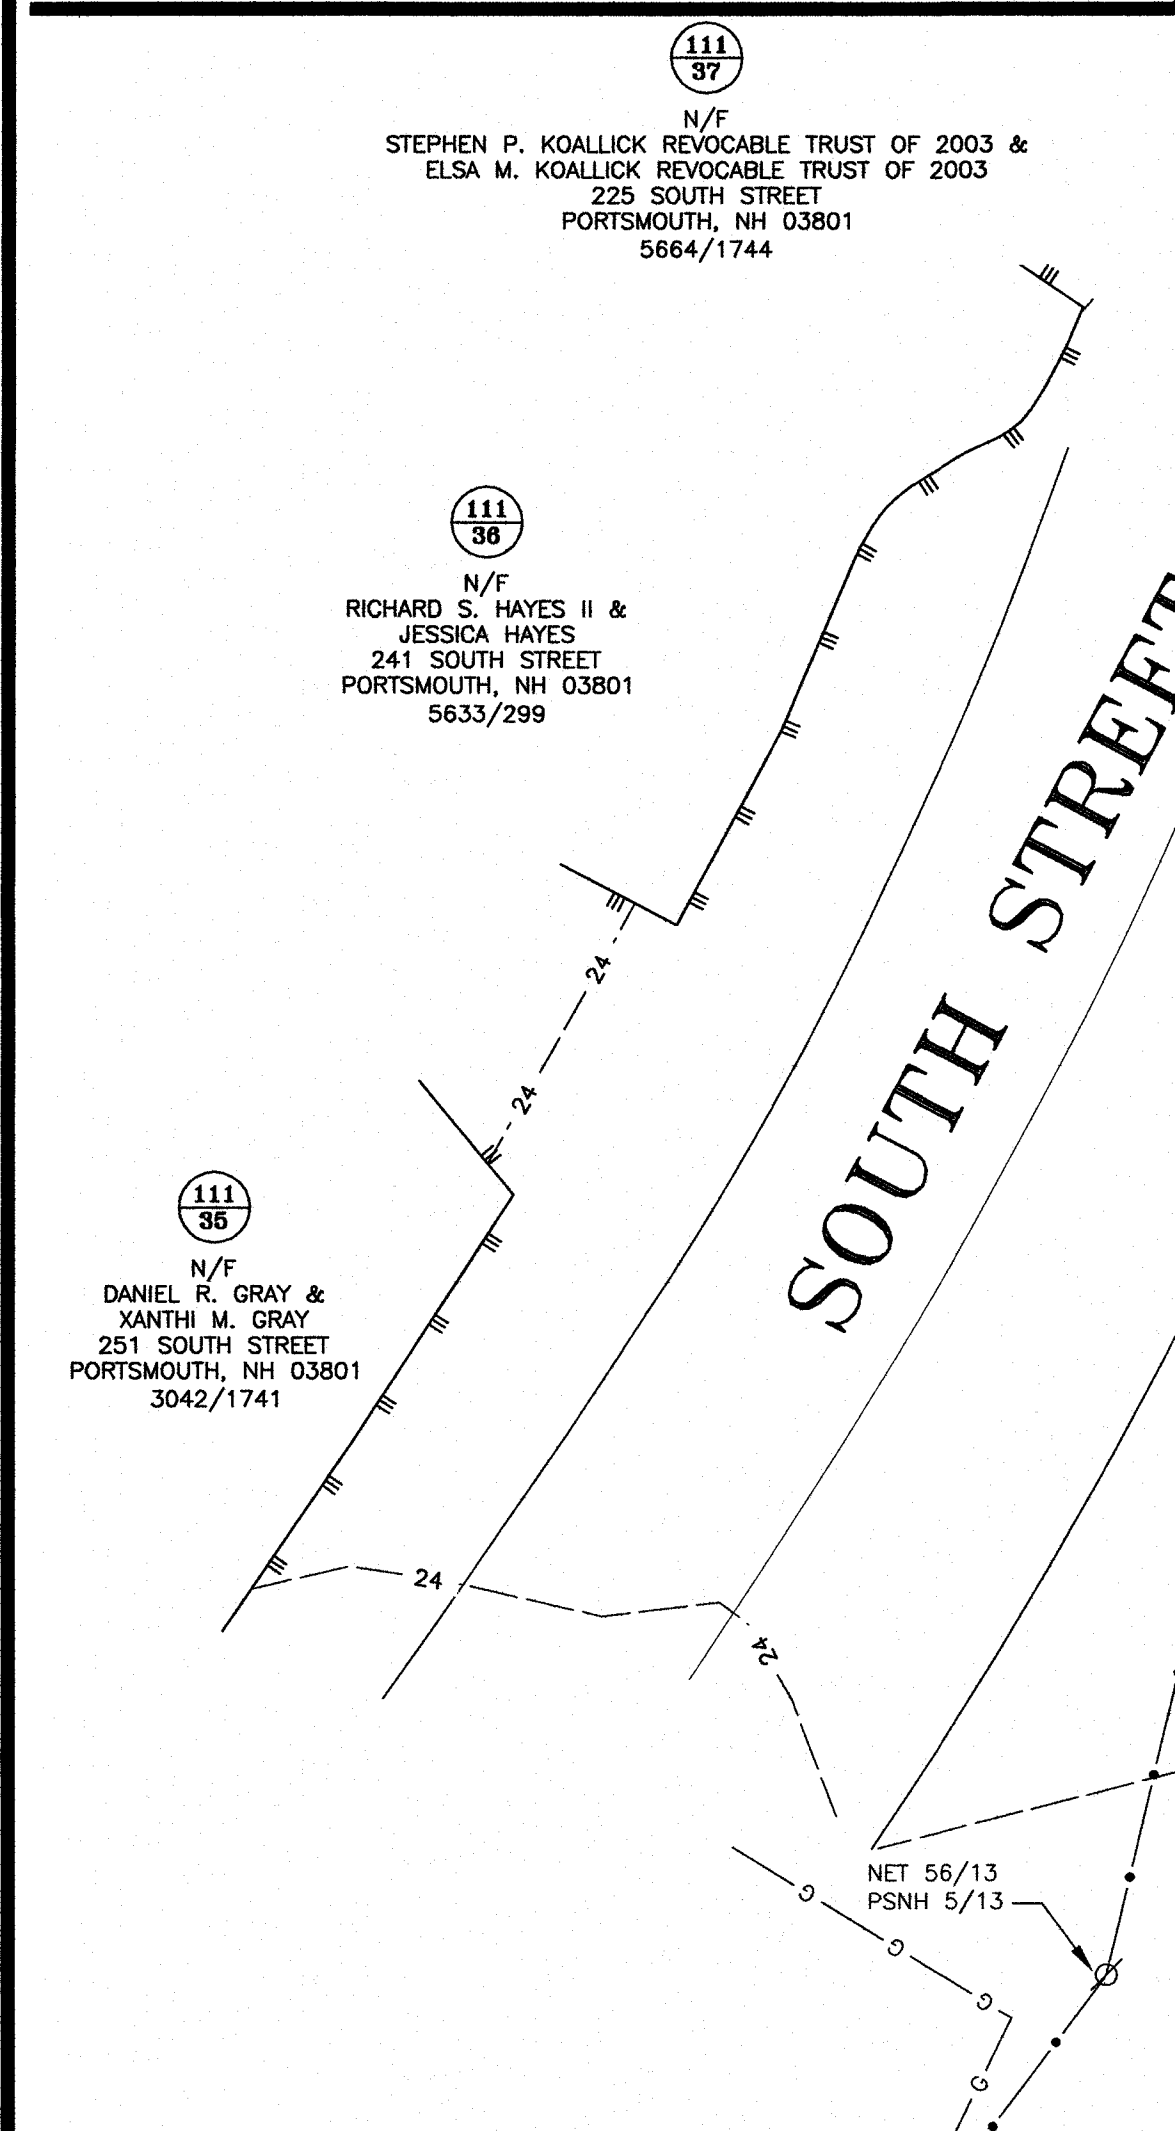 111
37
N/F
STEPHEN P. KOALLICK REVOCABLE TRUST OF 2003 &
ELSA M. KOALLICK REVOCABLE TRUST OF 2003
225 SOUTH STREET
PORTSMOUTH, NH 03801
5664/1744
111
36
N/F
RICHARD S. HAYES II &
JESSICA HAYES
241 SOUTH STREET
PORTSMOUTH, NH 03801
5633/299
SOUTH STREET
24
24
111
35
N/F
DANIEL R. GRAY &
XANTHI M. GRAY
251 SOUTH STREET
PORTSMOUTH, NH 03801
3042/1741
24
24
NET 56/13
PSNH 5/13
G
G
G
G